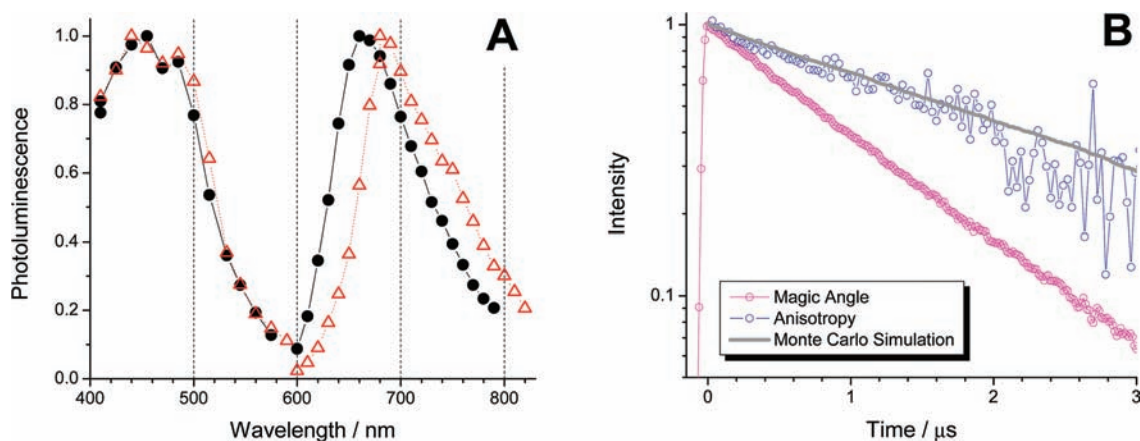 A
Photoluminescence
1.0
0.8
0.6
0.4
0.2
0.0
400
500
600
700
800
Wavelength / nm
B
Intensity
1
0.1
Magic Angle
Anisotropy
Monte Carlo Simulation
0
1
2
3
Time / μs